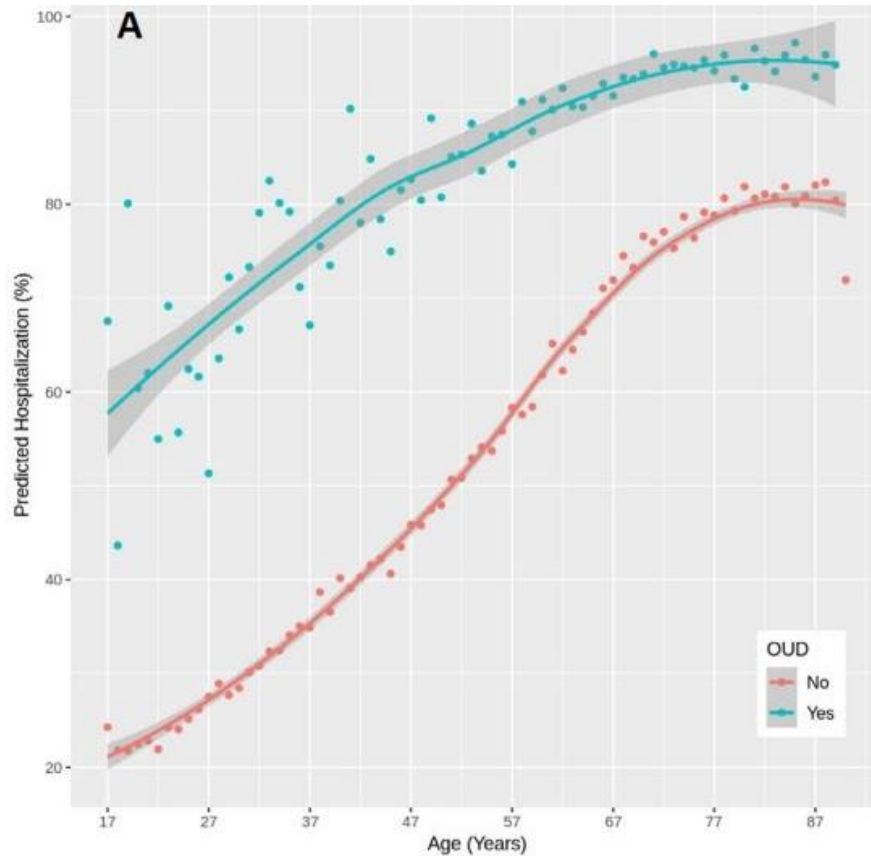 A
100
80
60
40
20
Predicted Hospitalization (%)
OUD
No
Yes
17 27 37 47 57 67 77 87
Age (Years)